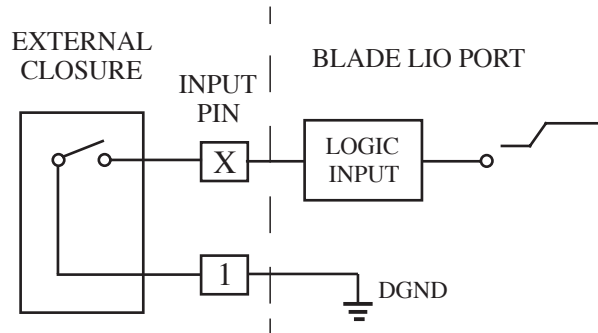 EXTERNAL
CLOSURE
INPUT
PIN
BLADE LIO PORT
X
LOGIC
INPUT
1
DGND